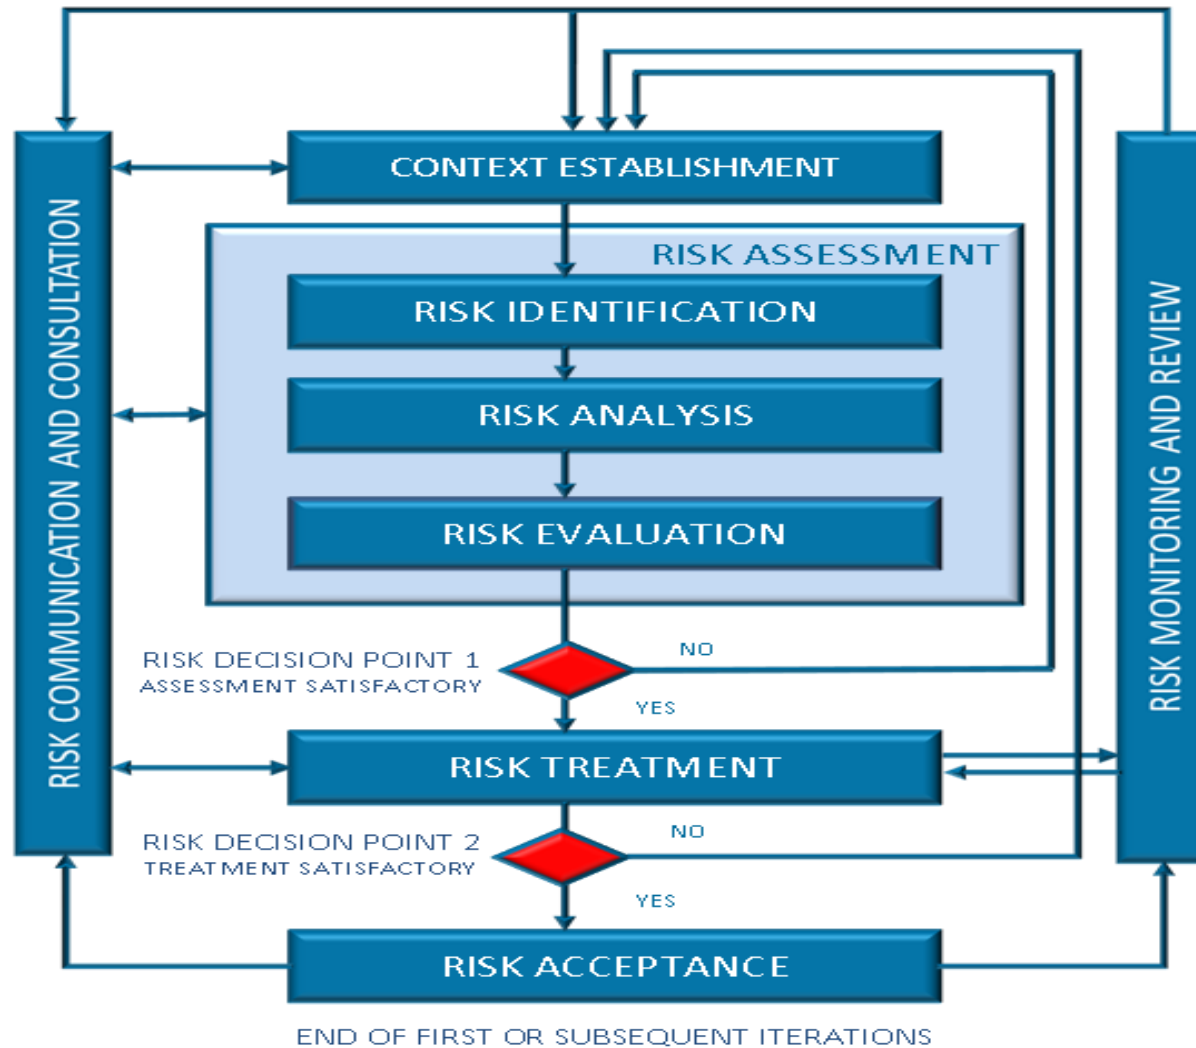 CONTEXT ESTABLISHMENT
RISK ASSESSMENT
RISK IDENTIFICATION
RISK ANALYSIS
RISK EVALUATION
RISK COMMUNICATION AND CONSULTATION
RISK MONITORING AND REVIEW
NO
RISK DECISION POINT 1
ASSESSMENT SATISFACTORY
YES
RISK TREATMENT
NO
RISK DECISION POINT 2
TREATMENT SATISFACTORY
YES
RISK ACCEPTANCE
END OF FIRST OR SUBSEQUENT ITERATIONS